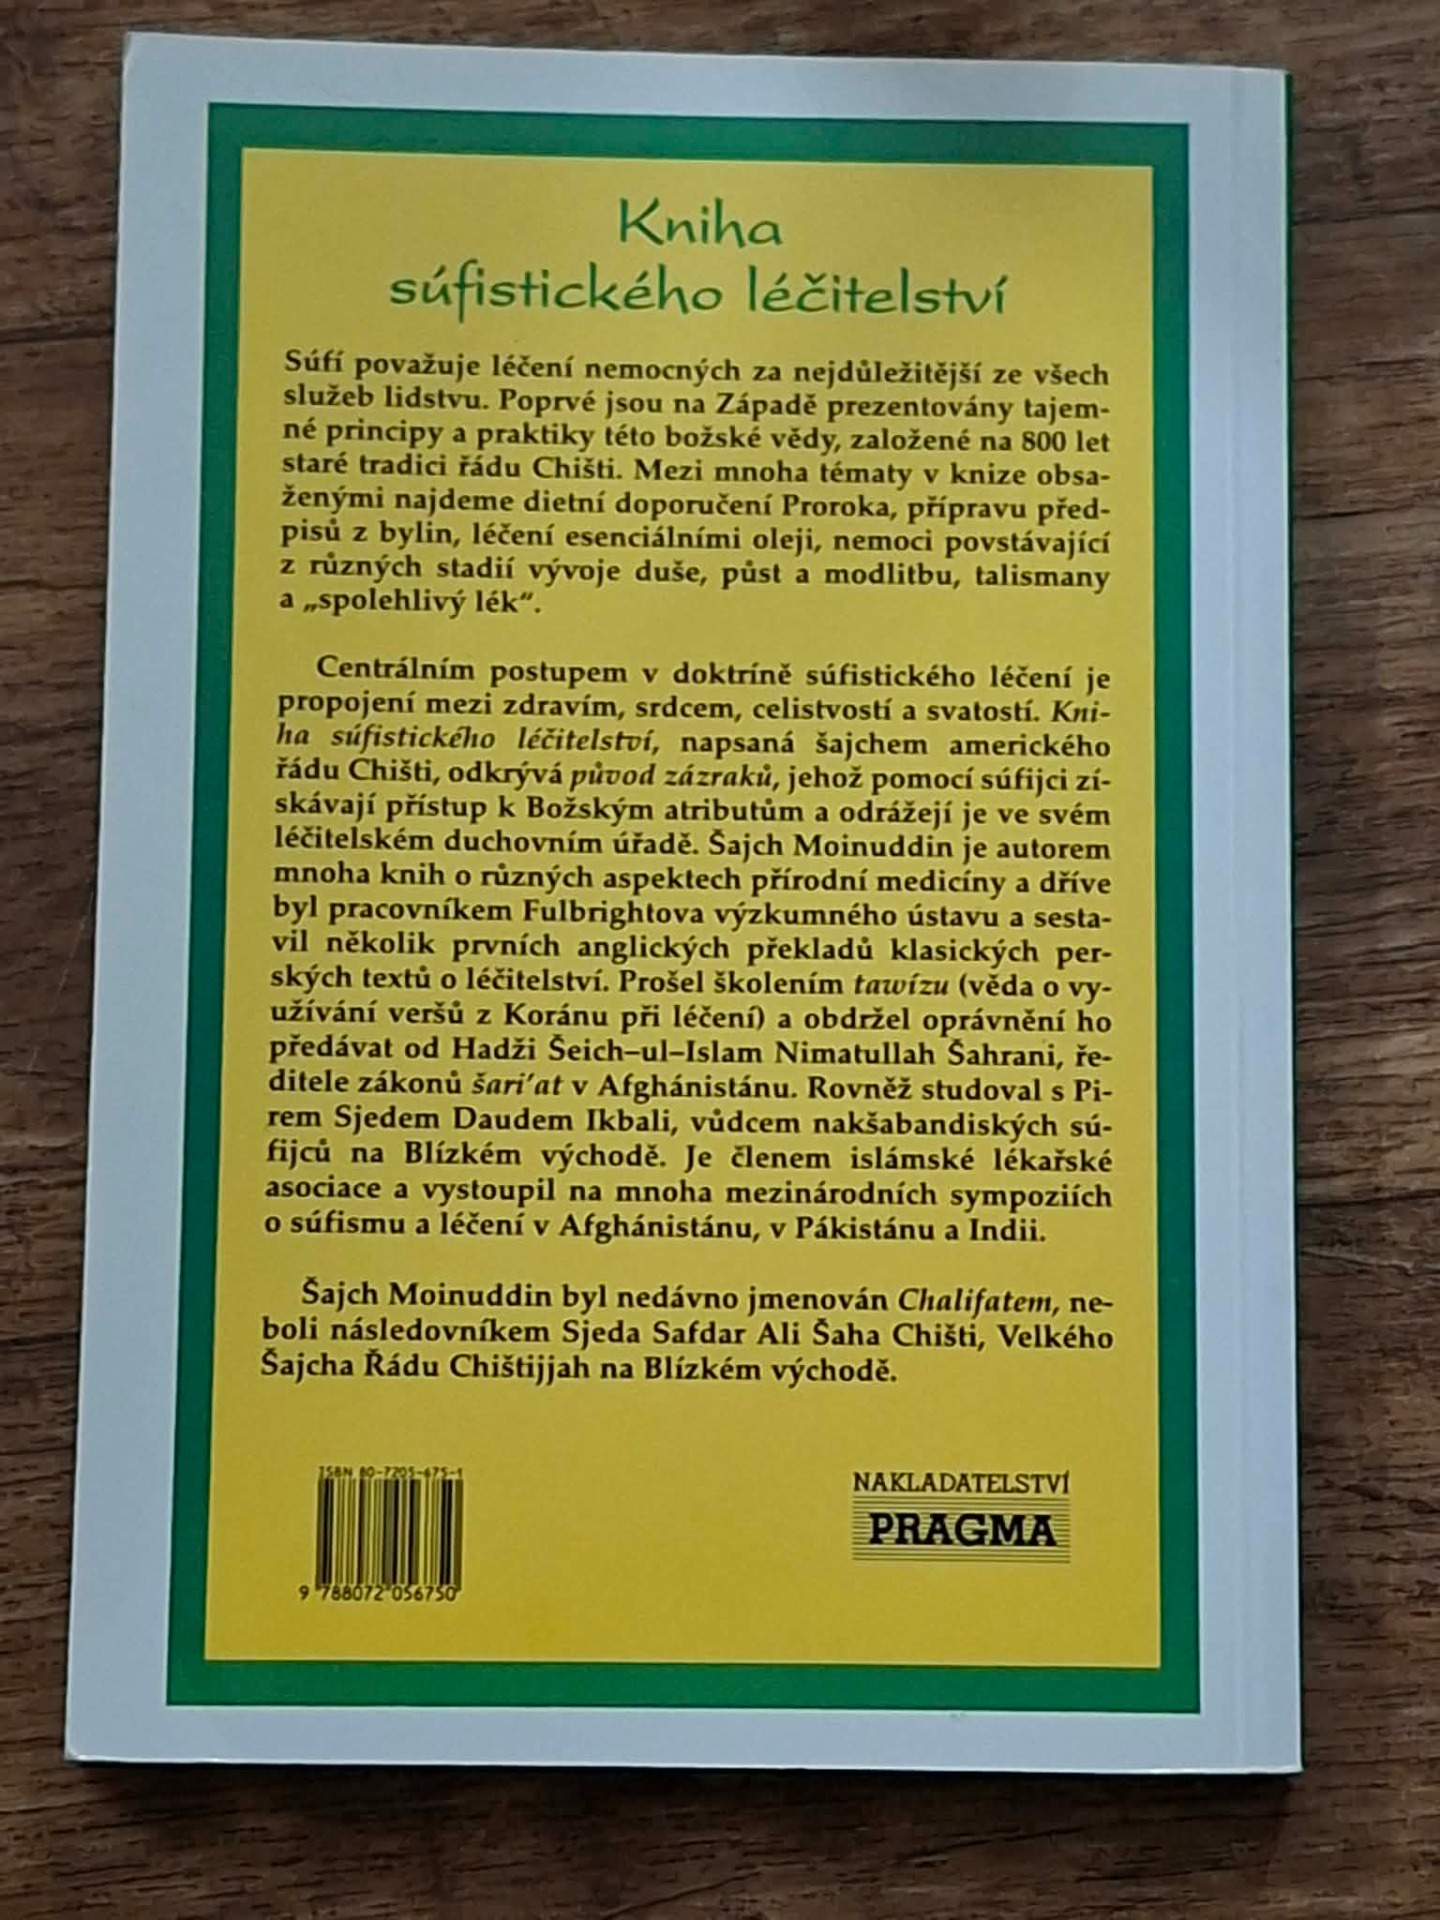 Kniha
súfistického léčitelství
Súfí považuje léčení nemocných za nejdůležitější ze všech
služeb lidstvu. Poprvé jsou na Západě prezentovány tajem-
né principy a praktiky této božské vědy, založené na 800 let
staré tradici řádu Chišti. Mezi mnoha tématy v knize obsa-
ženými najdeme dietní doporučení Proroka, přípravu před-
pisů z bylin, léčení esenciálními oleji, nemoci povstávající
z různých stadií vývoje duše, půst a modlitbu, talismany
a „spolehlivý lék“.
Centrálním postupem v doktríně súfistického léčení je
propojení mezi zdravím, srdcem, celistvostí a svatostí. Kni-
ha súfistického léčitelství, napsaná šajchem amerického
řádu Chišti, odkrývá původ zázraků, jehož pomocí súfijci zí-
skávají přístup k Božským atributům a odrážejí je ve svém
léčitelském duchovním úřadě. Šajch Moinuddin je autorem
mnoha knih o různých aspektech přírodní medicíny a dříve
byl pracovníkem Fulbrightova výzkumného ústavu a sesta-
vil několik prvních anglických překladů klasických per-
ských textů o léčitelství. Prošel školením tawízu (věda o vy-
užívání veršů z Koránu při léčení) a obdržel oprávnění ho
předávat od Hadži Šeich–ul–Islam Nimatullah Šahrani, ře-
ditele zákonů šari’at v Afghánistánu. Rovněž studoval s Pi-
rem Sjedem Daudem Ikbali, vůdcem nakšabandiských sú-
fijců na Blízkém východě. Je členem islámské lékařské
asociace a vystoupil na mnoha mezinárodních sympoziích
o súfismu a léčení v Afghánistánu, v Pákistánu a Indii.
Šajch Moinuddin byl nedávno jmenován Chalifatem, ne-
boli následovníkem Sjeda Safdar Ali Šaha Chišti, Velkého
Šajcha Řádu Chištijjah na Blízkém východě.
ISBN 80-7205-675-1
9 788072 056750
NAKLADATELSTVÍ
PRAGMA